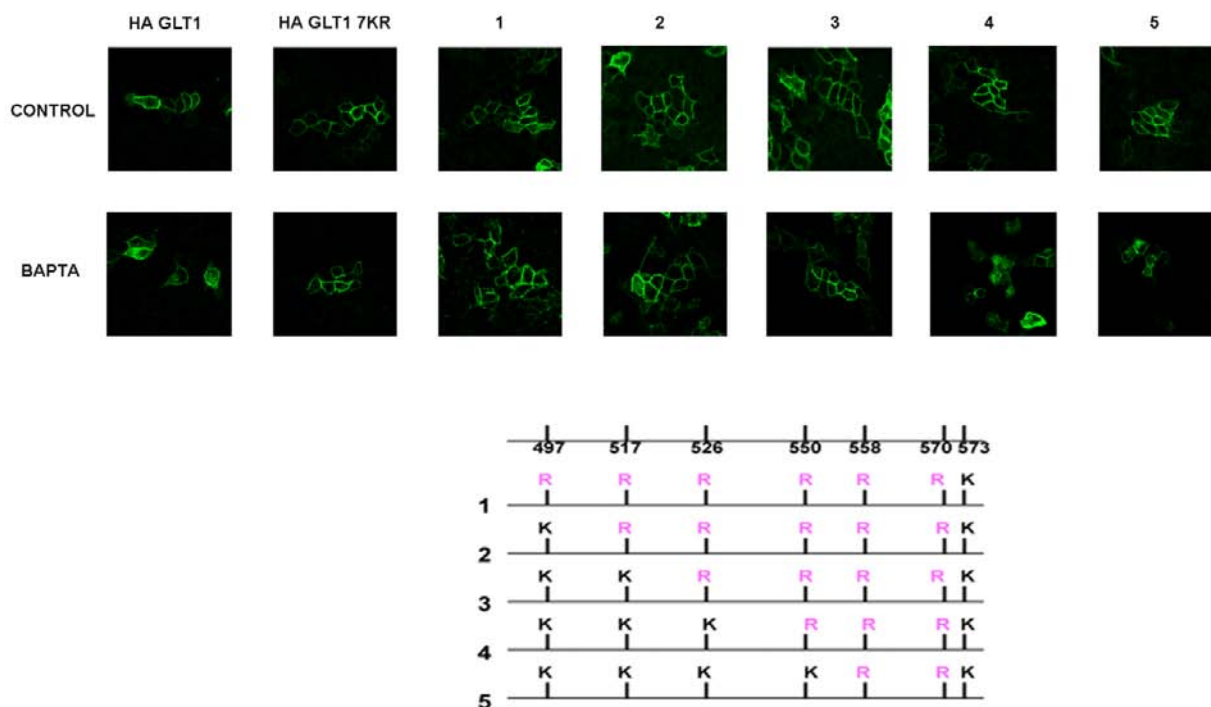 HA GLT1 HA GLT1 7KR 1 2 3 4 5
CONTROL
BAPTA
497 517 526 550 558 570 573
R R R R R R K
1
K R R R R R K
2
K K R R R R K
3
K K K R R R K
4
K K K K R R K
5